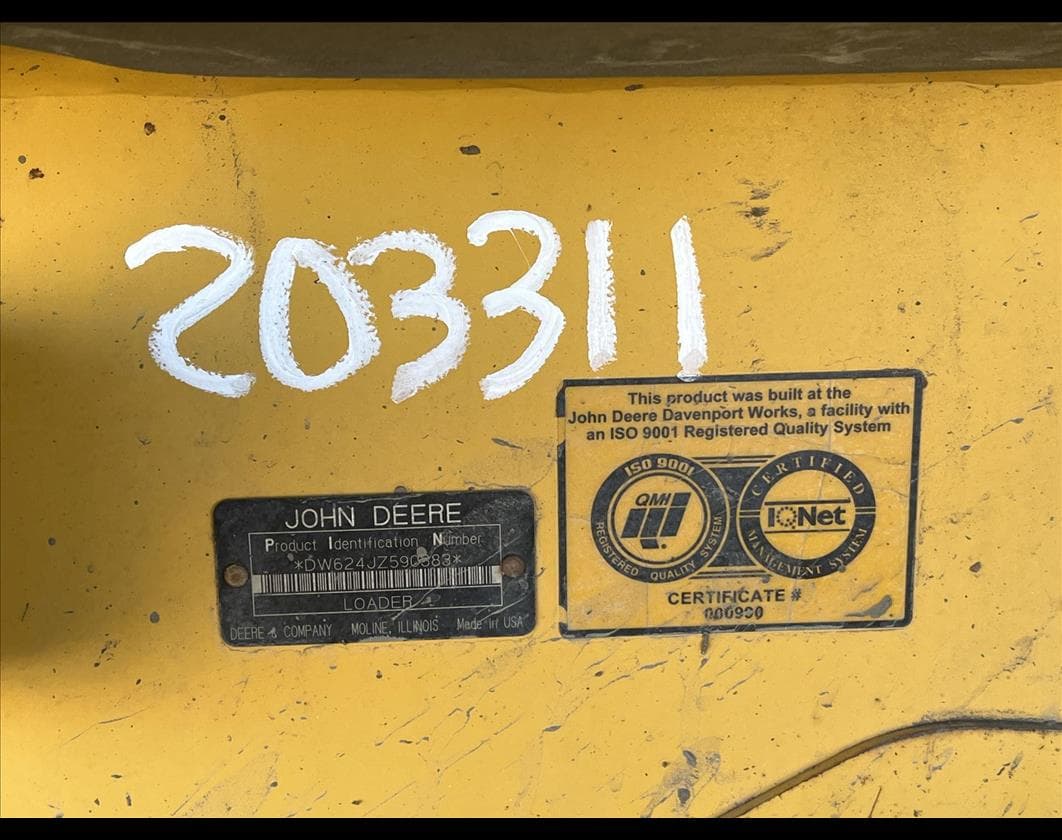 203311
JOHN DEERE
Product Identification Number
LOADER
DEERE & COMPANY MOLINE, ILLINOIS Made in USA
This product was built at the
John Deere Davenport Works, a facility with
an ISO 9001 Registered Quality System
ISO 9001
QMI
REGISTERED QUALITY SYSTEM
CERTIFIED
IQNet
MANAGEMENT SYSTEM
CERTIFICATE #